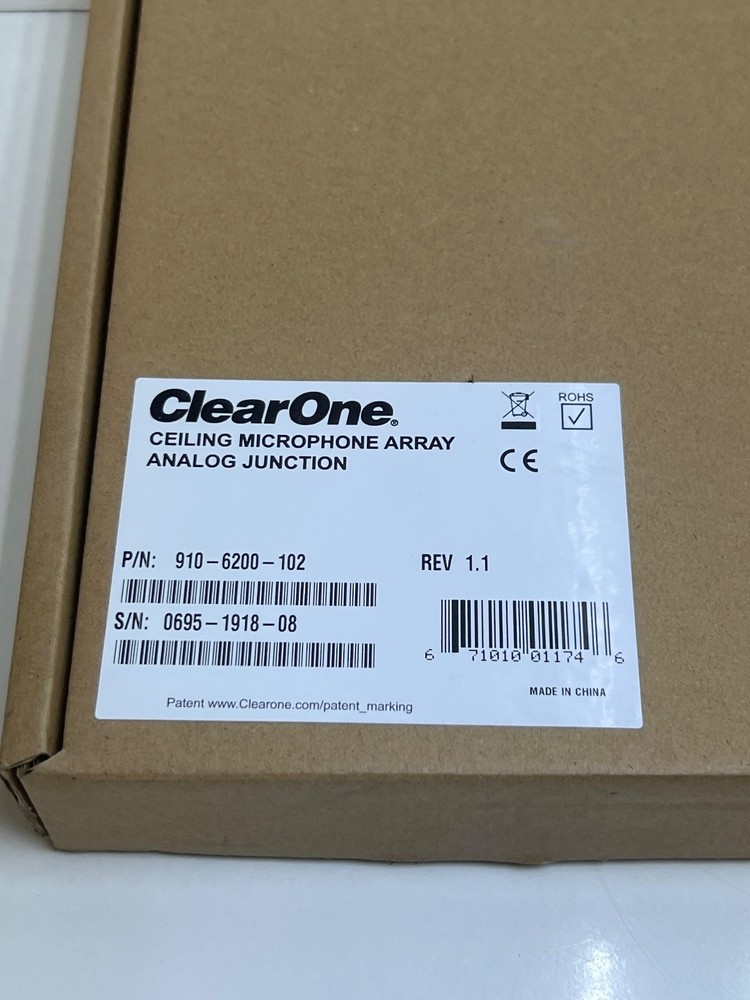 ClearOne®
ROHS
CEILING MICROPHONE ARRAY
ANALOG JUNCTION
CE
P/N: 910-6200-102
REV 1.1
S/N: 0695-1918-08
6 71010 01174 6
MADE IN CHINA
Patent www.Clearone.com/patent_marking